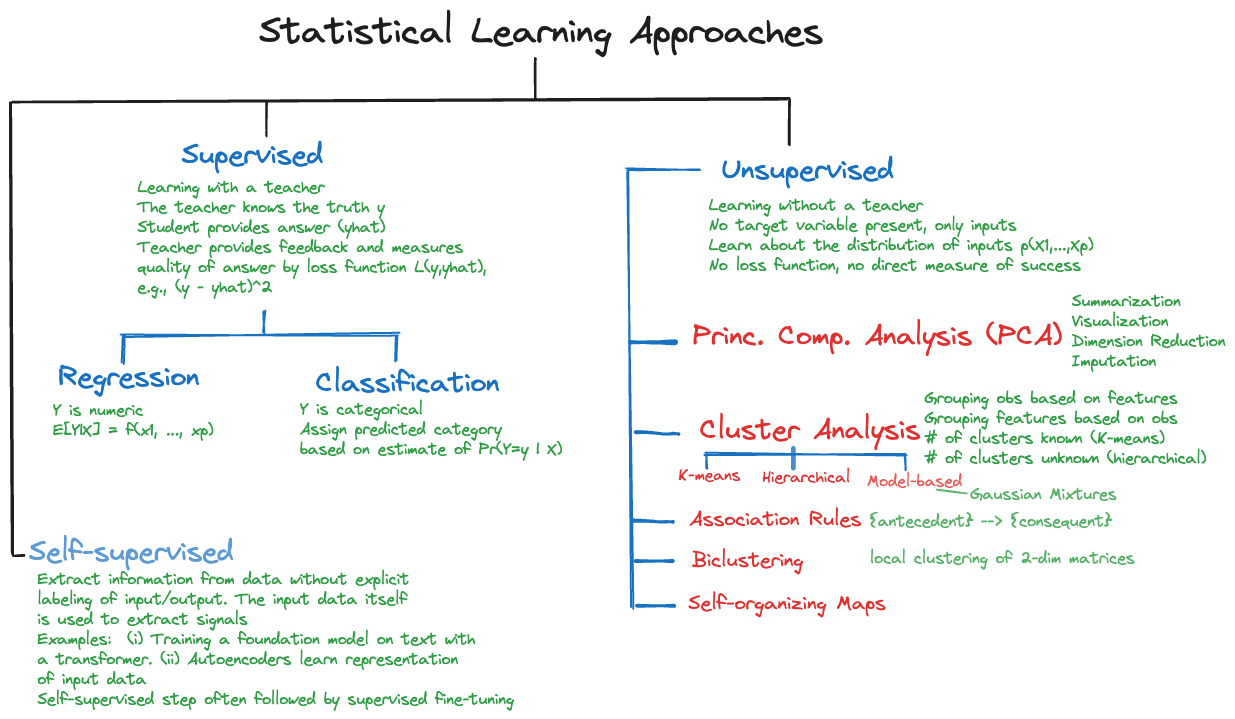 Statistical Learning Approaches
Supervised
Learning with a teacher
The teacher knows the truth y
Student provides answer (yhat)
Teacher provides feedback and measures
quality of answer by loss function L(y,yhat),
e.g., (y - yhat)^2
Regression
Y is numeric
E[Y|X] = f(x1, ..., xp)
Classification
Y is categorical
Assign predicted category
based on estimate of Pr(Y=y | X)
Self-supervised
Extract information from data without explicit
labeling of input/output. The input data itself
is used to extract signals
Examples: (i) Training a foundation model on text with
a transformer. (ii) Autoencoders learn representation
of input data
Self-supervised step often followed by supervised fine-tuning
Unsupervised
Learning without a teacher
No target variable present, only inputs
Learn about the distribution of inputs p(X1,...,Xp)
No loss function, no direct measure of success
Princ. Comp. Analysis (PCA)
Summarization
Visualization
Dimension Reduction
Imputation
Cluster Analysis
Grouping obs based on features
Grouping features based on obs
# of clusters known (K-means)
# of clusters unknown (hierarchical)
K-means
Hierarchical
Model-based
Gaussian Mixtures
Association Rules
{antecedent} --> {consequent}
Biclustering
local clustering of 2-dim matrices
Self-organizing Maps